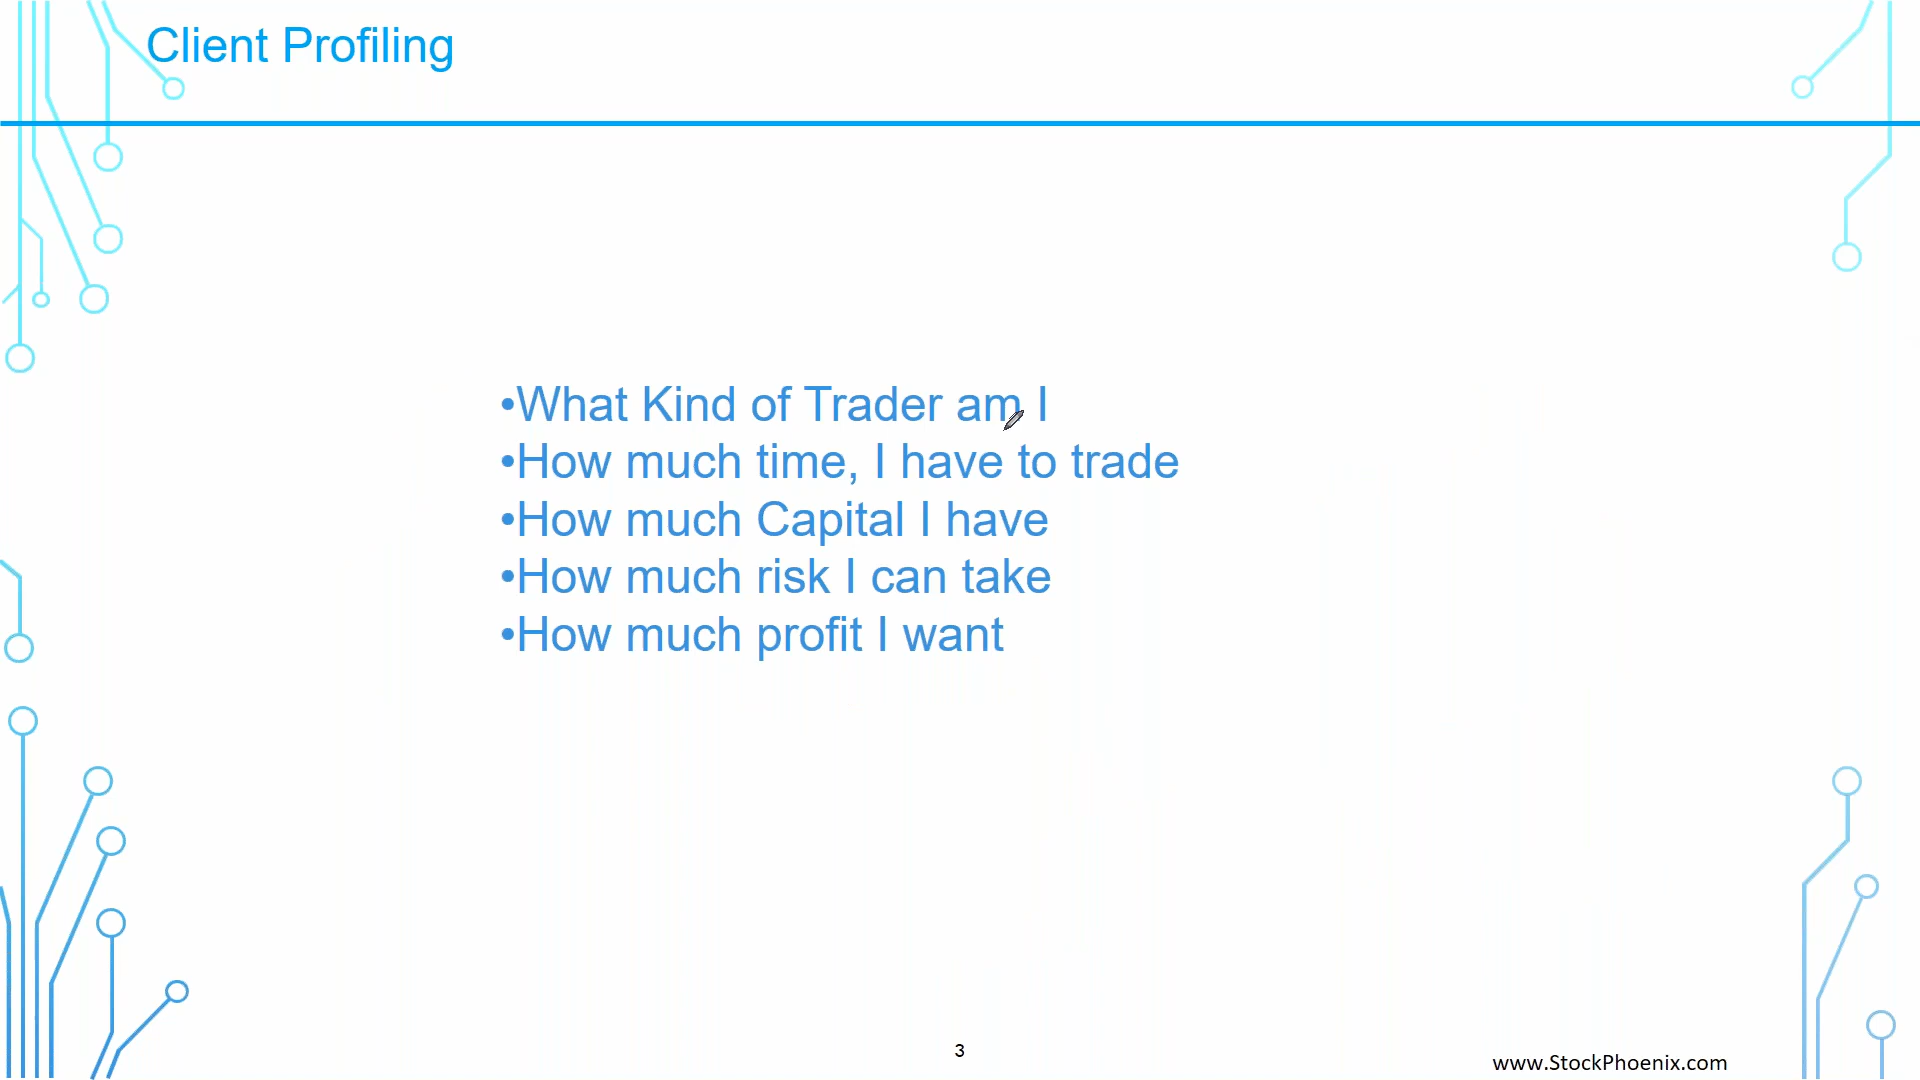 Client Profiling
•What Kind of Trader am I
•How much time, I have to trade
•How much Capital I have
•How much risk I can take
•How much profit I want
3
www.StockPhoenix.com